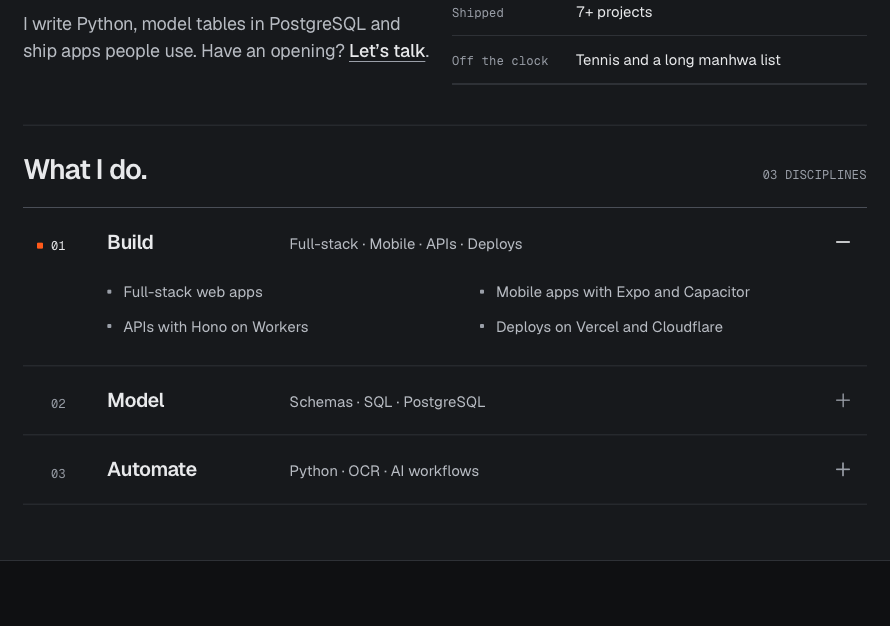 I write Python, model tables in PostgreSQL and
ship apps people use. Have an opening? Let’s talk.
Shipped 7+ projects
Off the clock Tennis and a long manhwa list
What I do.
03 DISCIPLINES
01 Build Full-stack · Mobile · APIs · Deploys
Full-stack web apps
Mobile apps with Expo and Capacitor
APIs with Hono on Workers
Deploys on Vercel and Cloudflare
02 Model Schemas · SQL · PostgreSQL
03 Automate Python · OCR · AI workflows